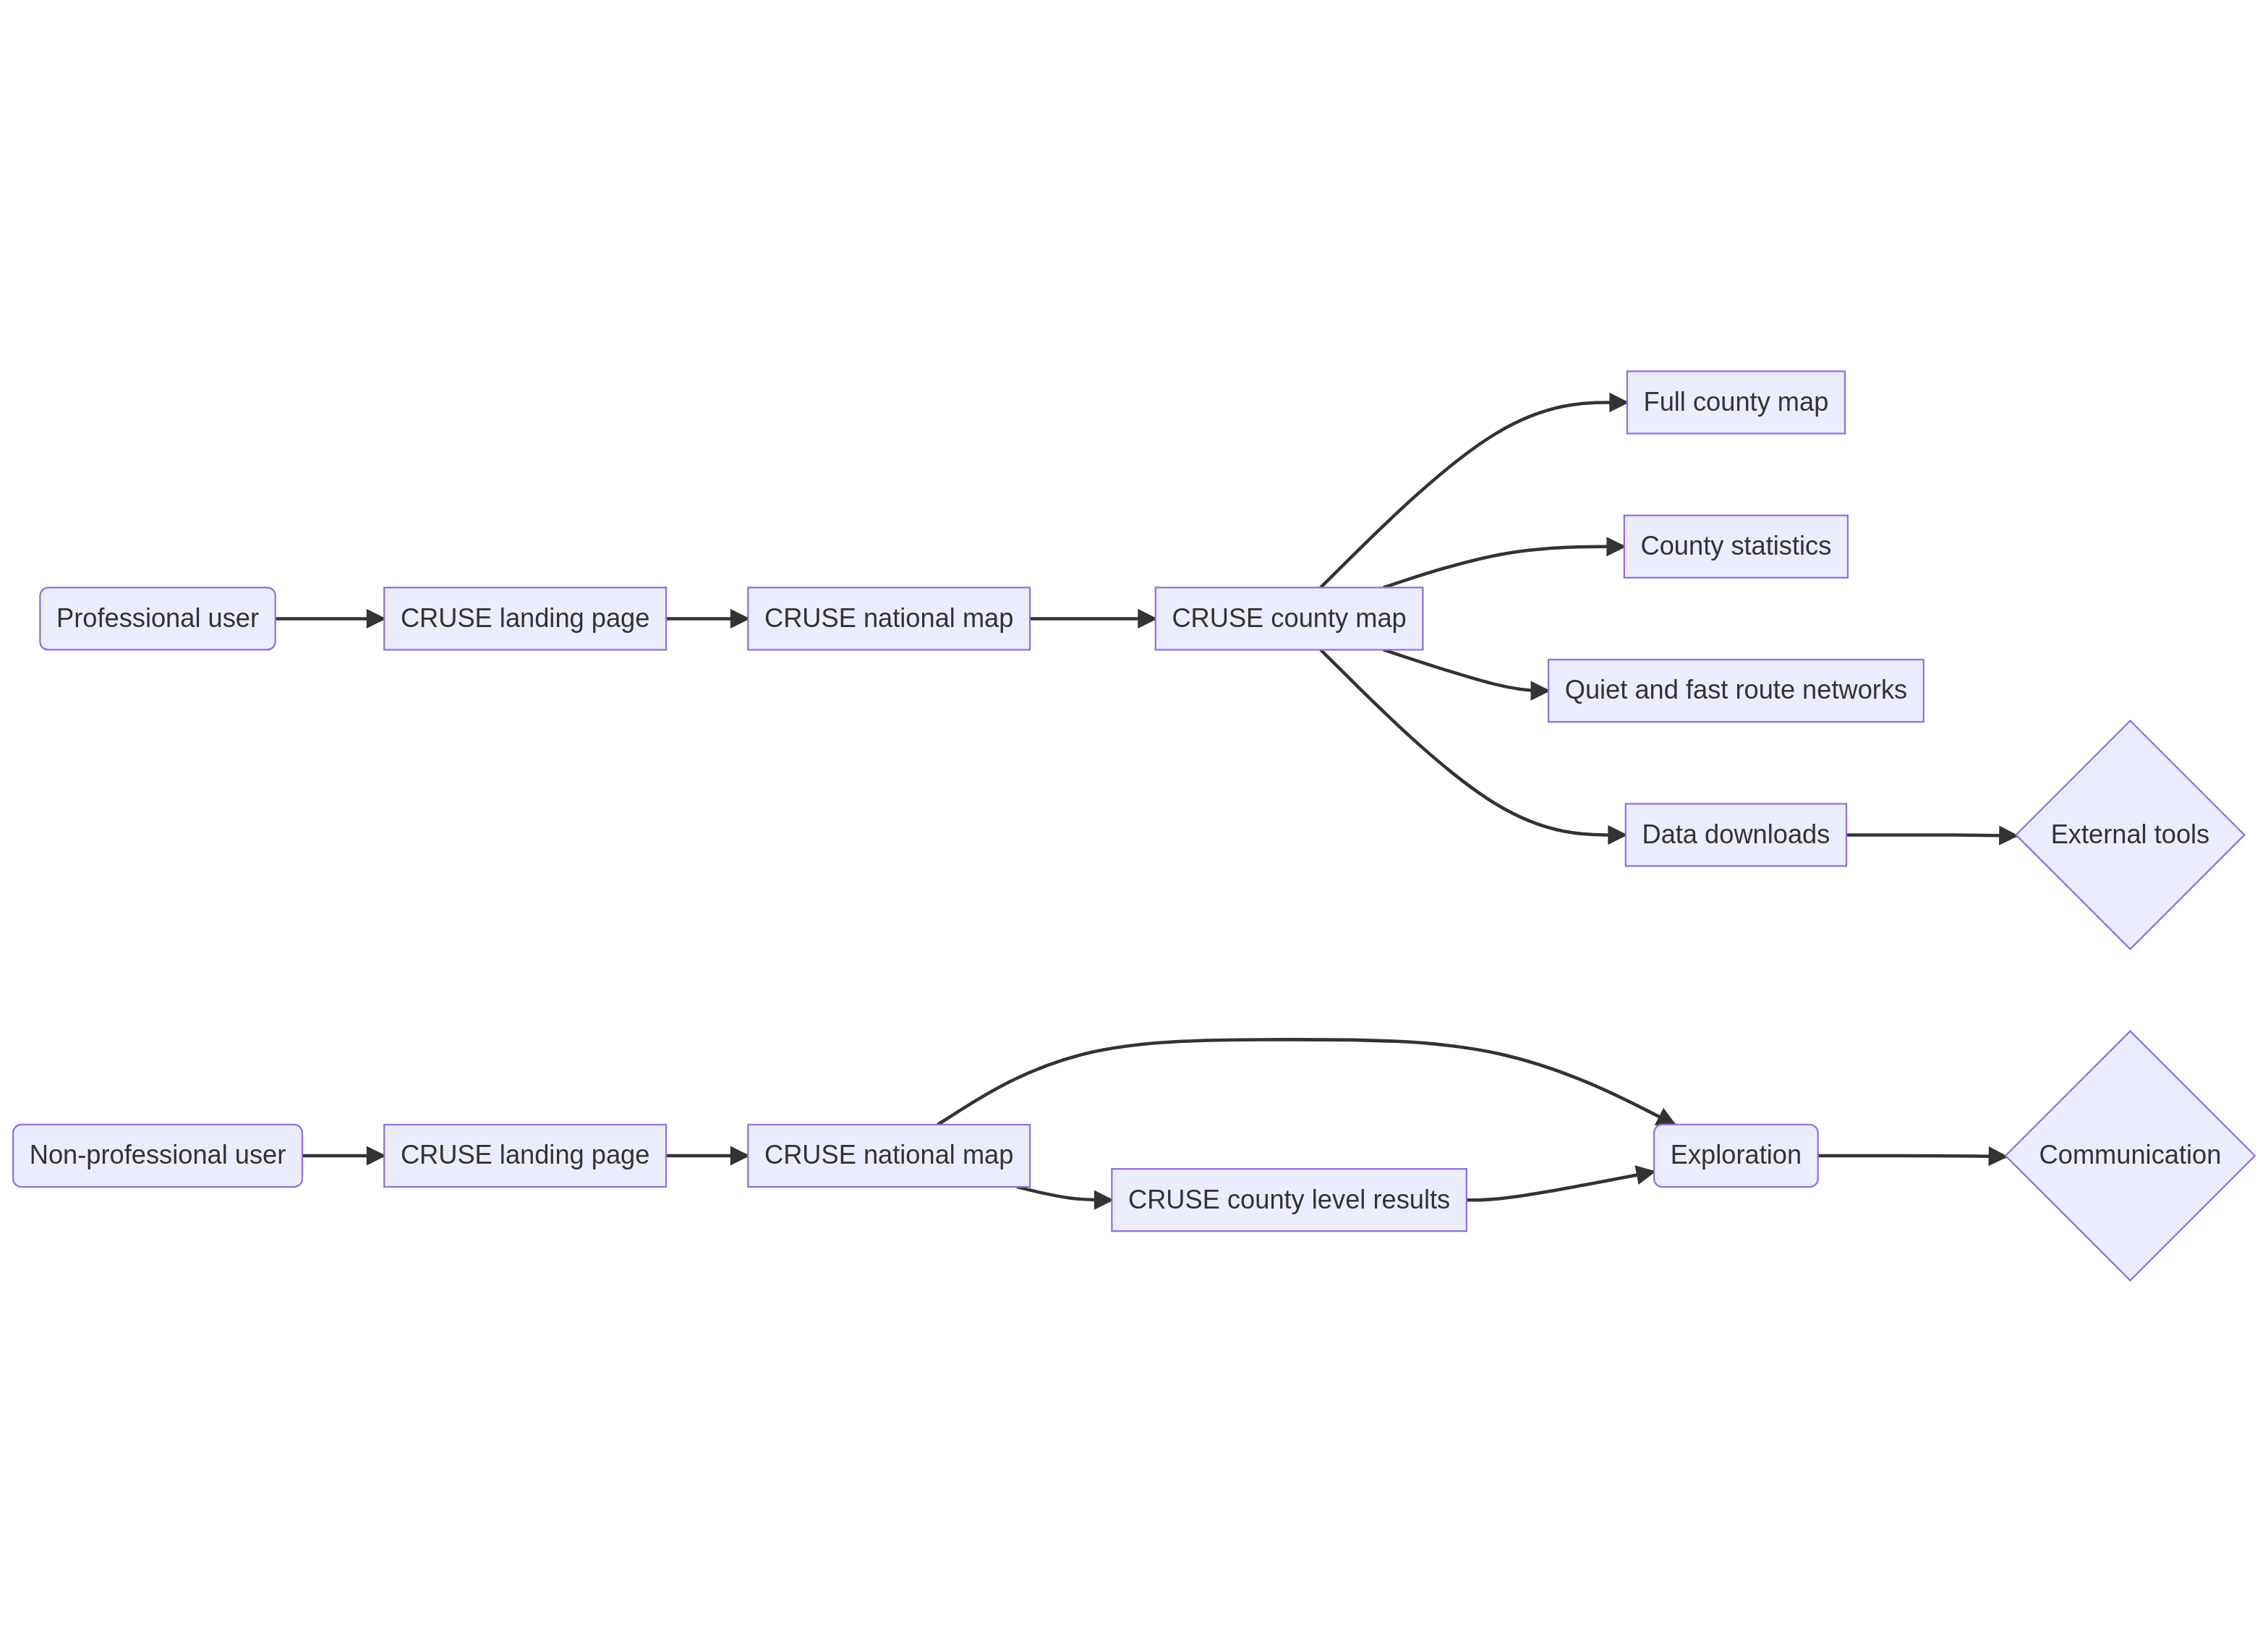 Full county map
County statistics
Professional user
CRUSE landing page
CRUSE national map
CRUSE county map
Quiet and fast route networks
Data downloads
External tools
Non-professional user
CRUSE landing page
CRUSE national map
CRUSE county level results
Exploration
Communication